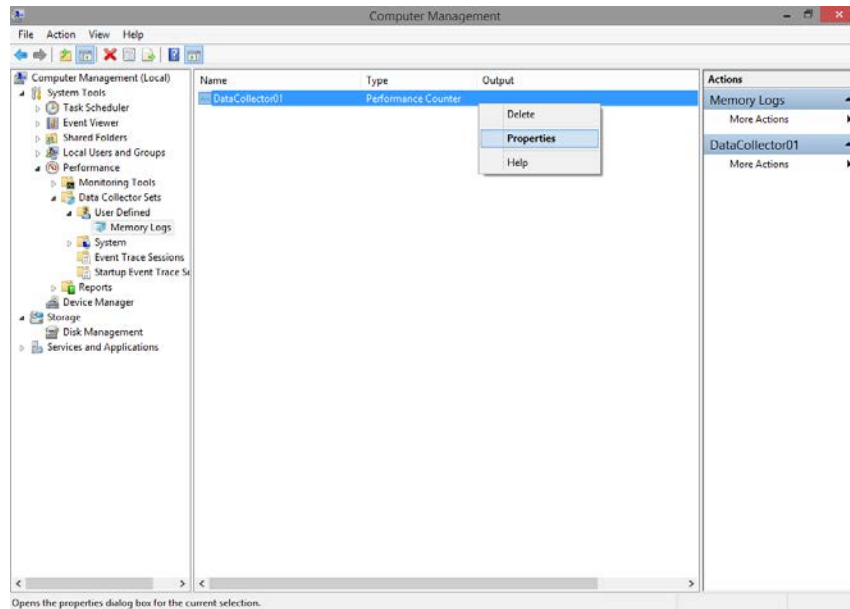 Computer Management
File Action View Help
Computer Management (Local)
System Tools
Task Scheduler
Event Viewer
Shared Folders
Local Users and Groups
Performance
Monitoring Tools
Data Collector Sets
User Defined
Memory Logs
System
Event Trace Sessions
Startup Event Trace Se
Reports
Device Manager
Storage
Disk Management
Services and Applications
Name Type Output
DataCollector01 Performance Counter
Delete
Properties
Help
Actions
Memory Logs
More Actions
DataCollector01
More Actions
Opens the properties dialog box for the current selection.